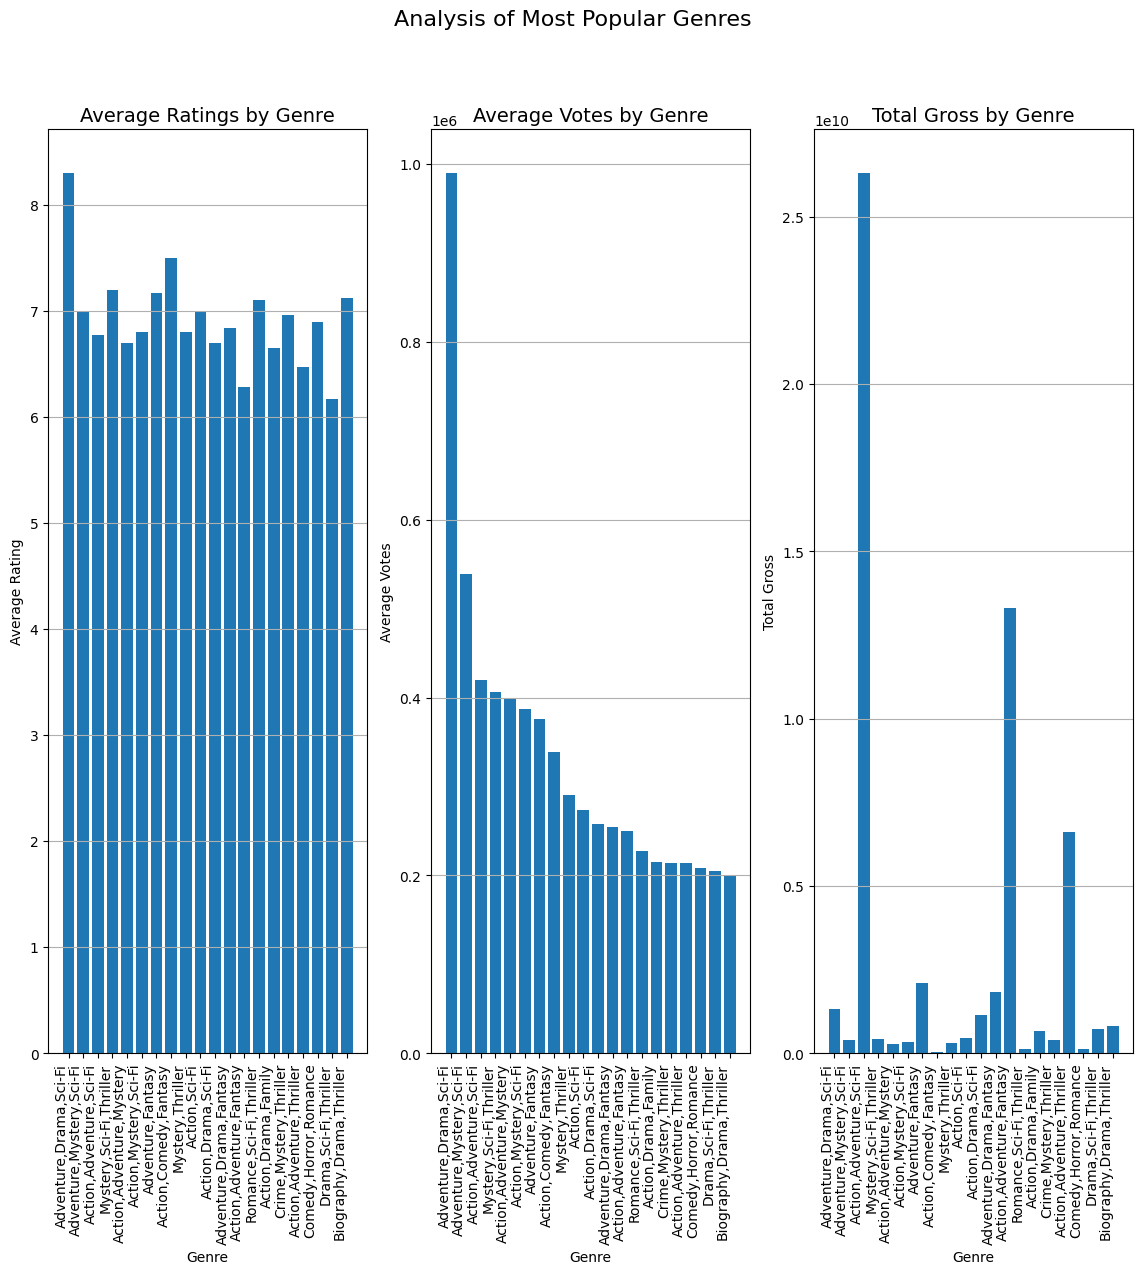 Analysis of Most Popular Genres
Average Ratings by Genre
Average Rating
8
7
6
5
4
3
2
1
0
Adventure,Drama,Sci-Fi
Adventure,Mystery,Sci-Fi
Action,Adventure,Sci-Fi
Mystery,Sci-Fi,Thriller
Action,Adventure,Mystery
Action,Mystery,Sci-Fi
Adventure,Fantasy
Action,Comedy,Fantasy
Mystery,Thriller
Action,Sci-Fi
Action,Drama,Sci-Fi
Adventure,Drama,Fantasy
Action,Adventure,Fantasy
Romance,Sci-Fi,Thriller
Action,Drama,Family
Crime,Mystery,Thriller
Action,Adventure,Thriller
Comedy,Horror,Romance
Drama,Sci-Fi,Thriller
Biography,Drama,Thriller
Genre
1e6
Average Votes by Genre
Average Votes
1.0
0.8
0.6
0.4
0.2
0.0
Adventure,Drama,Sci-Fi
Adventure,Mystery,Sci-Fi
Action,Adventure,Sci-Fi
Mystery,Sci-Fi,Thriller
Action,Adventure,Mystery
Action,Mystery,Sci-Fi
Adventure,Fantasy
Action,Comedy,Fantasy
Mystery,Thriller
Action,Sci-Fi
Action,Drama,Sci-Fi
Adventure,Drama,Fantasy
Action,Adventure,Fantasy
Romance,Sci-Fi,Thriller
Action,Drama,Family
Crime,Mystery,Thriller
Action,Adventure,Thriller
Comedy,Horror,Romance
Drama,Sci-Fi,Thriller
Biography,Drama,Thriller
Genre
1e10
Total Gross by Genre
Total Gross
2.5
2.0
1.5
1.0
0.5
0.0
Adventure,Drama,Sci-Fi
Adventure,Mystery,Sci-Fi
Action,Adventure,Sci-Fi
Mystery,Sci-Fi,Thriller
Action,Adventure,Mystery
Action,Mystery,Sci-Fi
Adventure,Fantasy
Action,Comedy,Fantasy
Mystery,Thriller
Action,Sci-Fi
Action,Drama,Sci-Fi
Adventure,Drama,Fantasy
Action,Adventure,Fantasy
Romance,Sci-Fi,Thriller
Action,Drama,Family
Crime,Mystery,Thriller
Action,Adventure,Thriller
Comedy,Horror,Romance
Drama,Sci-Fi,Thriller
Biography,Drama,Thriller
Genre